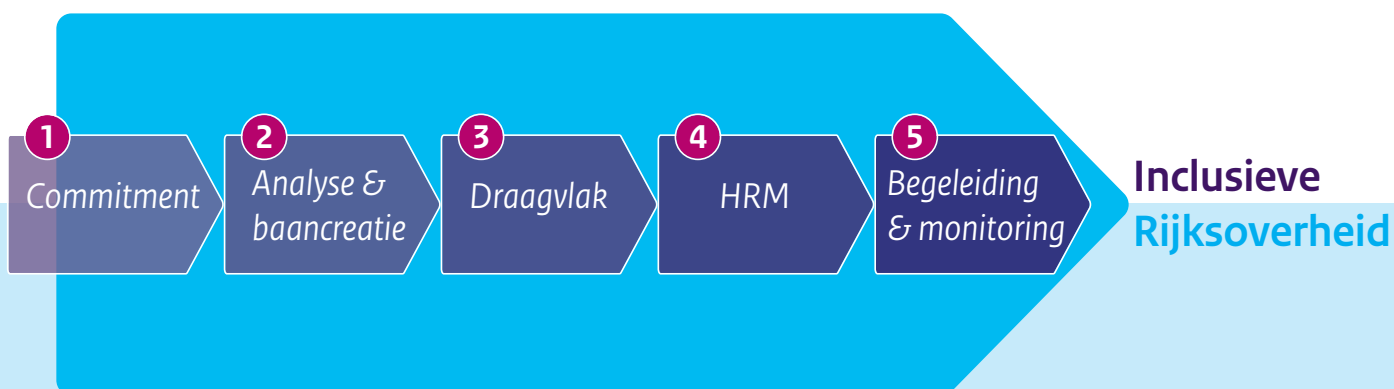 1
Commitment
2
Analyse &
baancreatie
3
Draagvlak
4
HRM
5
Begeleiding
& monitoring
Inclusieve
Rijksoverheid